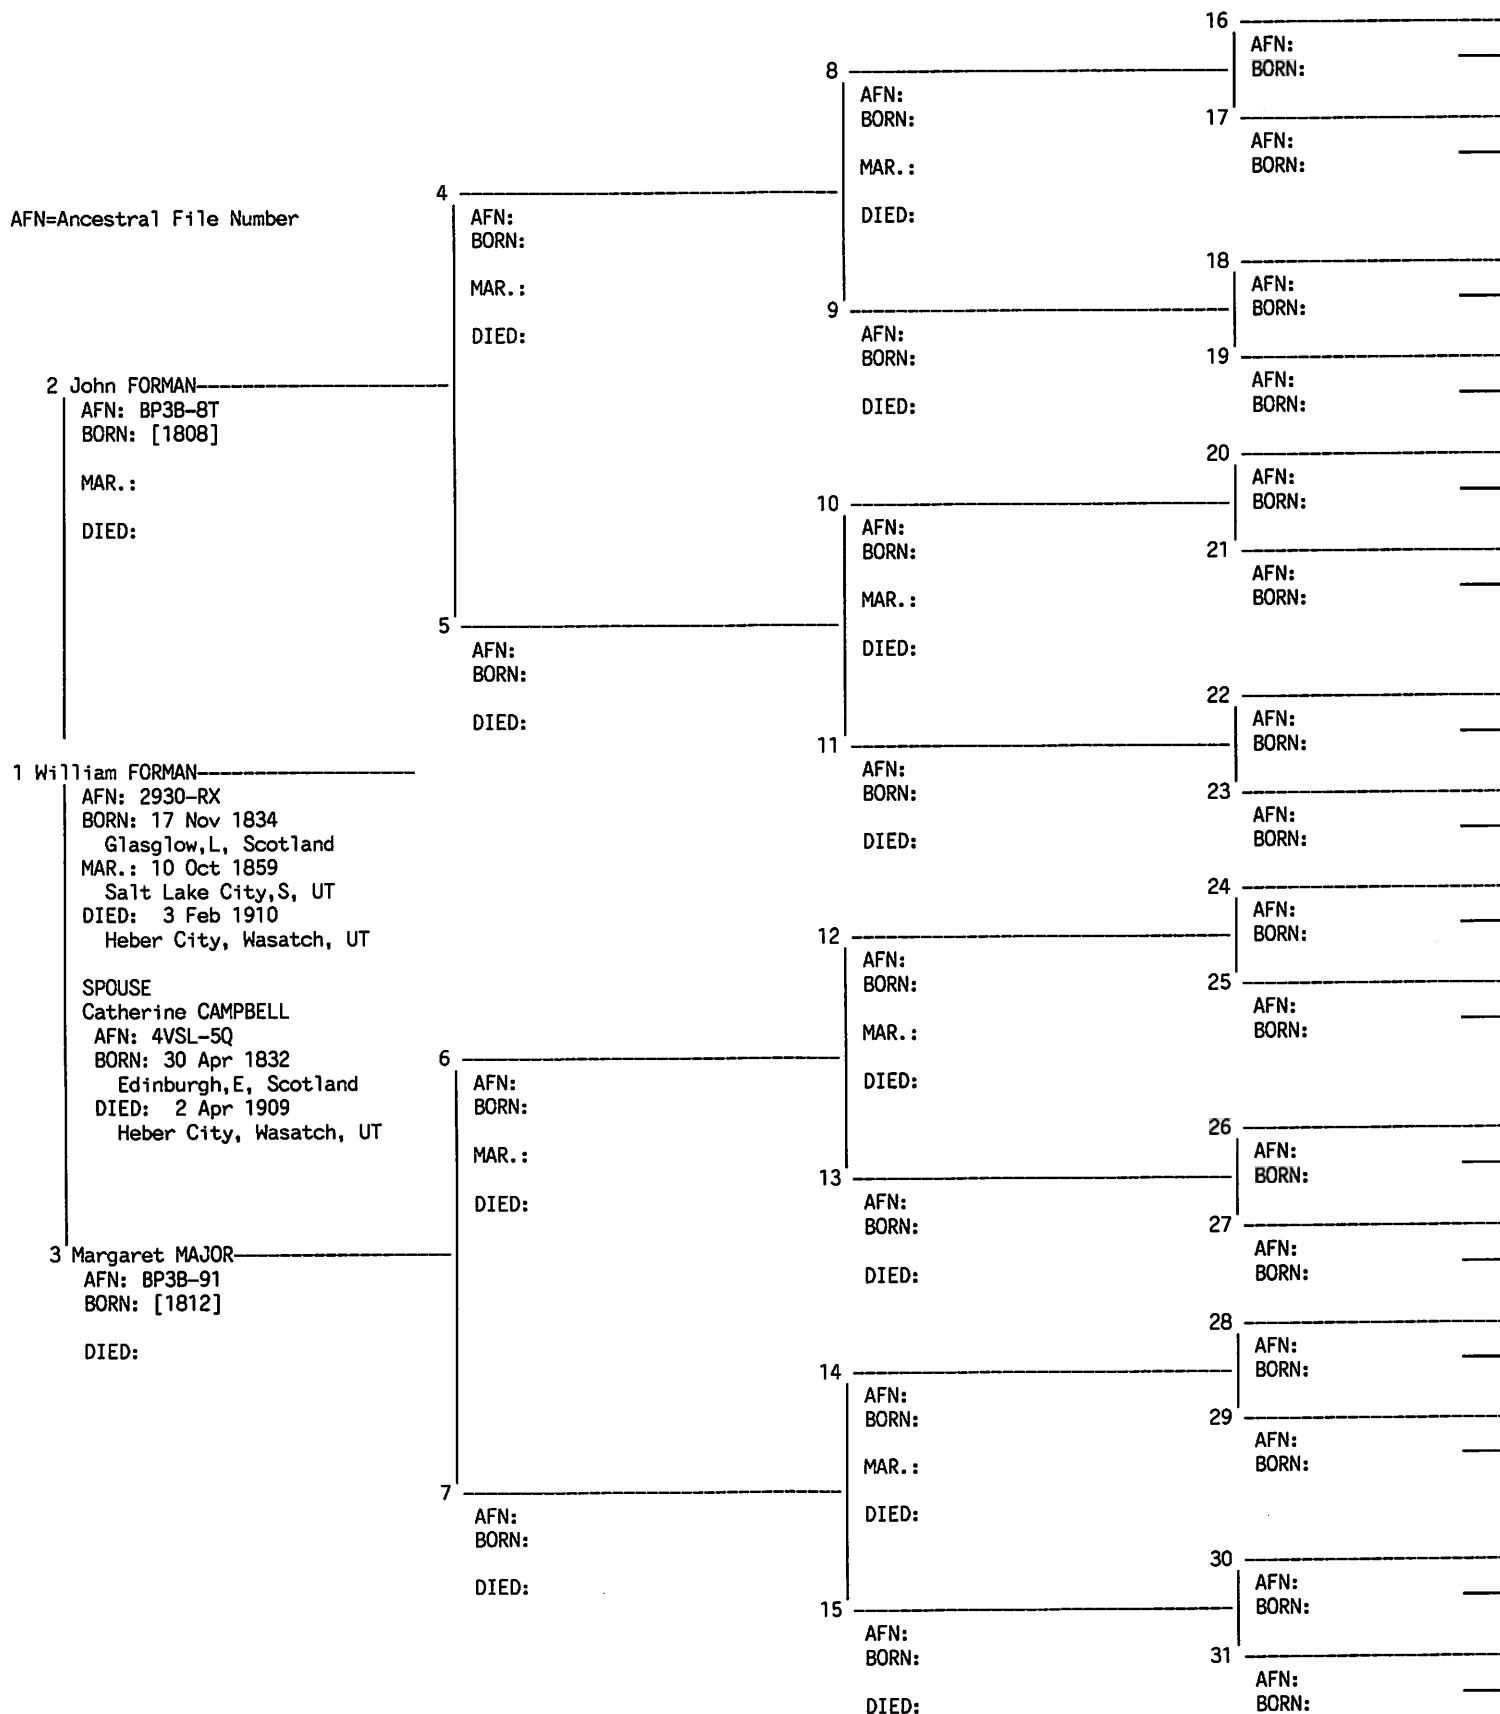 AFN=Ancestral File Number
1 William FORMAN
AFN: 2930-RX
BORN: 17 Nov 1834
Glasglow,L, Scotland
MAR.: 10 Oct 1859
Salt Lake City,S, UT
DIED: 3 Feb 1910
Heber City, Wasatch, UT
SPOUSE
Catherine CAMPBELL
AFN: 4VSL-5Q
BORN: 30 Apr 1832
Edinburgh,E, Scotland
DIED: 2 Apr 1909
Heber City, Wasatch, UT
2 John FORMAN
AFN: BP3B-8T
BORN: [1808]
MAR.:
DIED:
3 Margaret MAJOR
AFN: BP3B-91
BORN: [1812]
DIED:
4
AFN:
BORN:
MAR.:
DIED:
5
AFN:
BORN:
DIED:
6
AFN:
BORN:
MAR.:
DIED:
7
AFN:
BORN:
DIED:
8
AFN:
BORN:
MAR.:
DIED:
9
AFN:
BORN:
DIED:
10
AFN:
BORN:
MAR.:
DIED:
11
AFN:
BORN:
DIED:
12
AFN:
BORN:
MAR.:
DIED:
13
AFN:
BORN:
DIED:
14
AFN:
BORN:
MAR.:
DIED:
15
AFN:
BORN:
DIED:
16
AFN:
BORN:
17
AFN:
BORN:
18
AFN:
BORN:
19
AFN:
BORN:
20
AFN:
BORN:
21
AFN:
BORN:
22
AFN:
BORN:
23
AFN:
BORN:
24
AFN:
BORN:
25
AFN:
BORN:
26
AFN:
BORN:
27
AFN:
BORN:
28
AFN:
BORN:
29
AFN:
BORN:
30
AFN:
BORN:
31
AFN:
BORN: